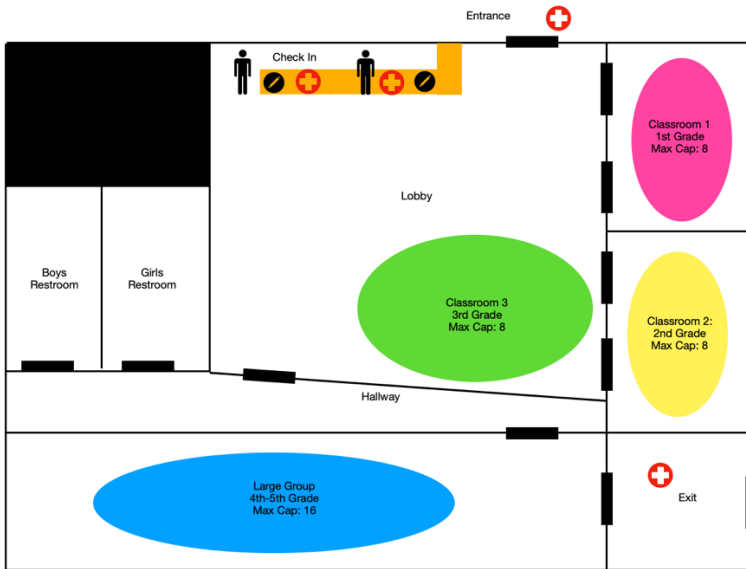 Entrance
Check In
Classroom 1
1st Grade
Max Cap: 8
Lobby
Boys
Restroom
Girls
Restroom
Classroom 3
3rd Grade
Max Cap: 8
Classroom 2:
2nd Grade
Max Cap: 8
Hallway
Large Group
4th-5th Grade
Max Cap: 16
Exit